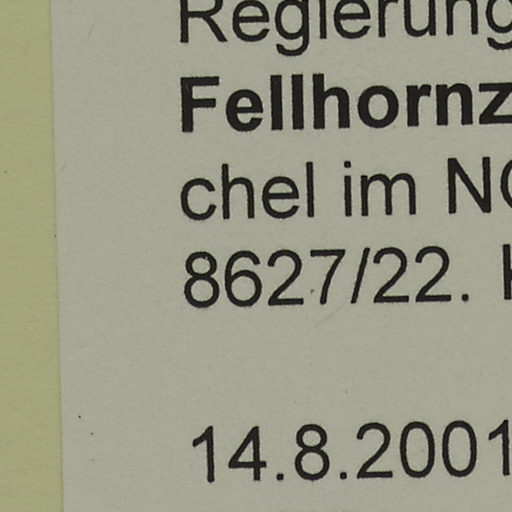 Regierung
Fellhornz
chel im N
8627/22.
14.8.2001